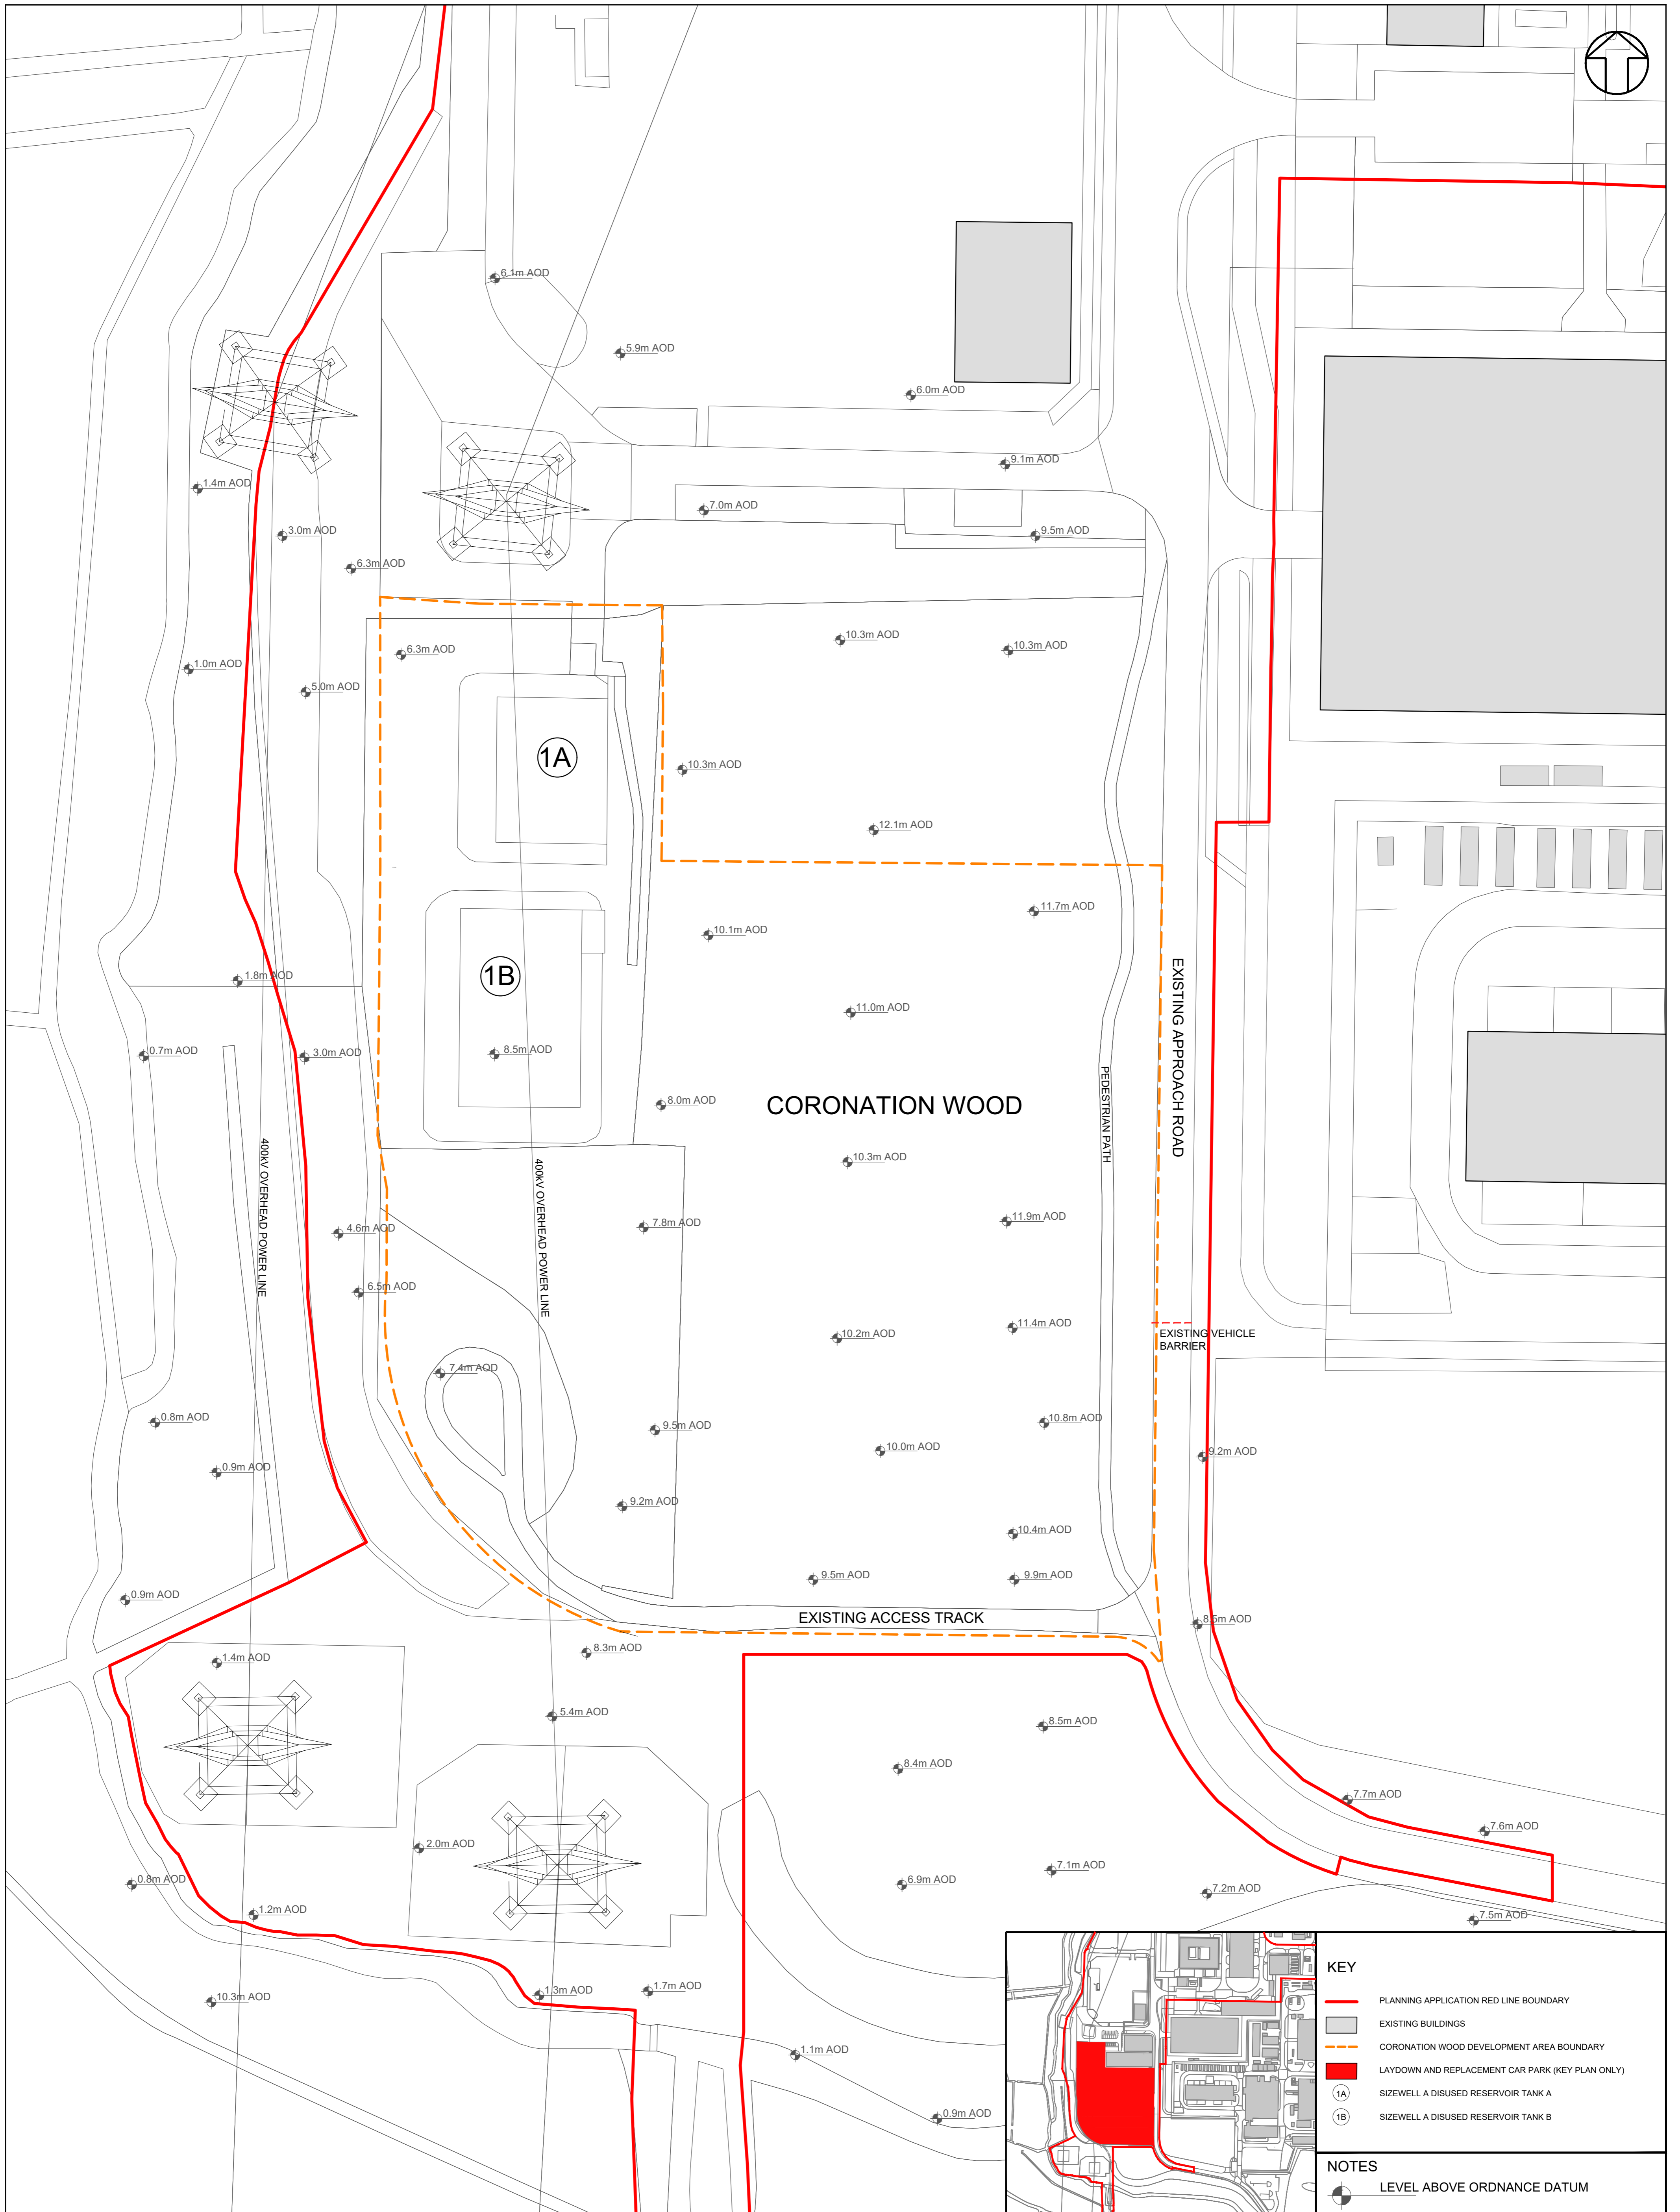 6.1m AOD
5.9m AOD
6.0m AOD
9.1m AOD
1.4m AOD
7.0m AOD
3.0m AOD
9.5m AOD
6.3m AOD
10.3m AOD
6.3m AOD
10.3m AOD
1.0m AOD
5.0m AOD
1A
10.3m AOD
12.1m AOD
11.7m AOD
10.1m AOD
1B
1.8m AOD
11.0m AOD
EXISTING APPROACH ROAD
0.7m AOD
3.0m AOD
8.5m AOD
8.0m AOD
CORONATION WOOD
PEDESTRIAN PATH
10.3m AOD
400kV OVERHEAD POWER LINE
400kV OVERHEAD POWER LINE
4.6m AOD
7.8m AOD
11.9m AOD
6.5m AOD
10.2m AOD
11.4m AOD
EXISTING VEHICLE
BARRIER
7.4m AOD
0.8m AOD
9.5m AOD
10.8m AOD
10.0m AOD
9.2m AOD
0.9m AOD
9.2m AOD
10.4m AOD
0.9m AOD
9.5m AOD
9.9m AOD
EXISTING ACCESS TRACK
8.5m AOD
8.3m AOD
1.4m AOD
5.4m AOD
8.5m AOD
8.4m AOD
7.7m AOD
7.6m AOD
2.0m AOD
7.1m AOD
0.8m AOD
6.9m AOD
7.2m AOD
1.2m AOD
7.5m AOD
1.3m AOD
1.7m AOD
10.3m AOD
1.1m AOD
0.9m AOD
KEY
PLANNING APPLICATION RED LINE BOUNDARY
EXISTING BUILDINGS
CORONATION WOOD DEVELOPMENT AREA BOUNDARY
LAYDOWN AND REPLACEMENT CAR PARK (KEY PLAN ONLY)
1A SIZEWELL A DISUSED RESERVOIR TANK A
1B SIZEWELL A DISUSED RESERVOIR TANK B
NOTES
LEVEL ABOVE ORDNANCE DATUM